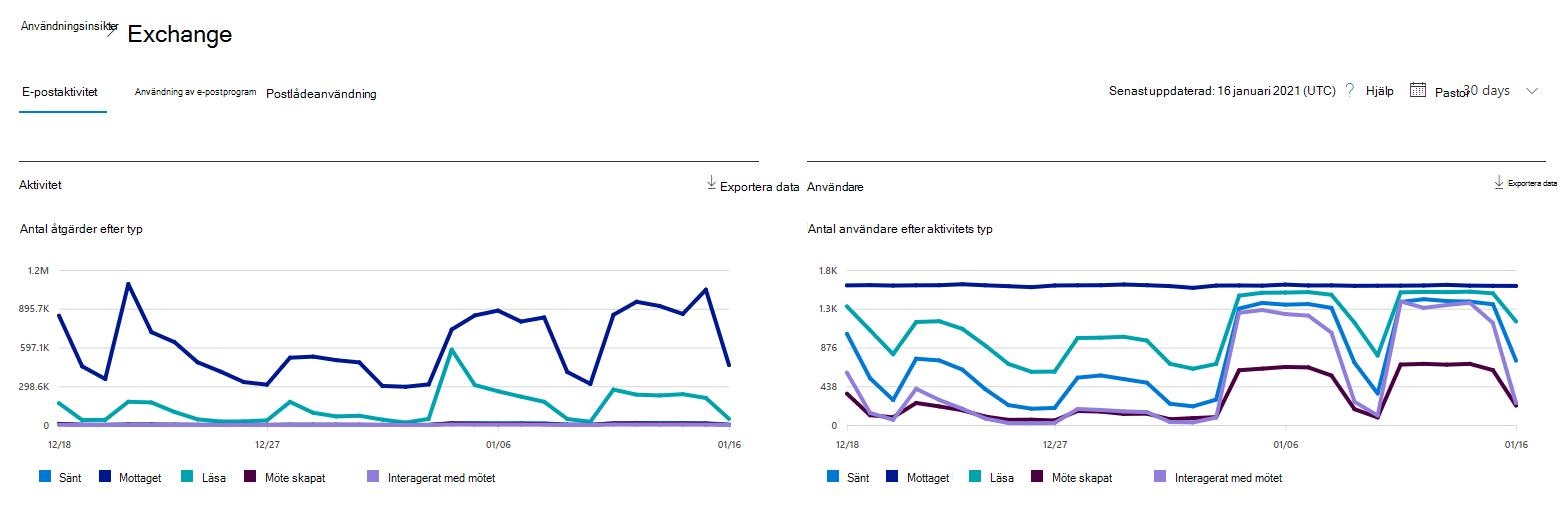 Användningsinsikter
Exchange
E-postaktivitet Användning av e-postprogram Postlådeanvändning
Senast uppdaterad: 16 januari 2021 (UTC) ? Hjälp Pastor 30 days
Aktivitet Exportera data
Antal åtgärder efter typ
1.2M
895.7K
597.1K
298.6K
0
12/18 12/27 01/06 01/16
Sänt Mottaget Läsa Möte skapat Interagerat med mötet
Användare Exportera data
Antal användare efter aktivitets typ
1.8K
1.3K
876
438
0
12/18 12/27 01/06 01/16
Sänt Mottaget Läsa Möte skapat Interagerat med mötet